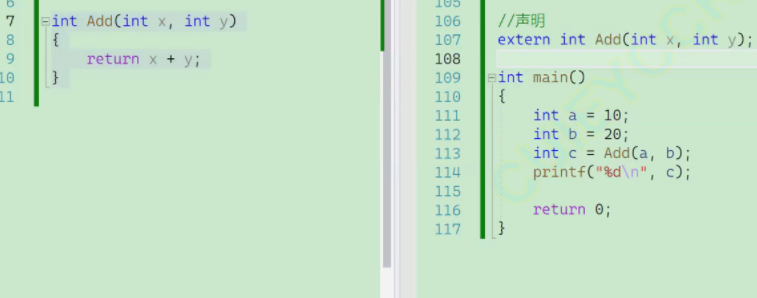 6
7 int Add(int x, int y)
8 {
9 return x + y;
10 }
11
105
106 //声明
107 extern int Add(int x, int y);
108
109 int main()
110 {
111 int a = 10;
112 int b = 20;
113 int c = Add(a, b);
114 printf("%d\n", c);
115
116 return 0;
117 }